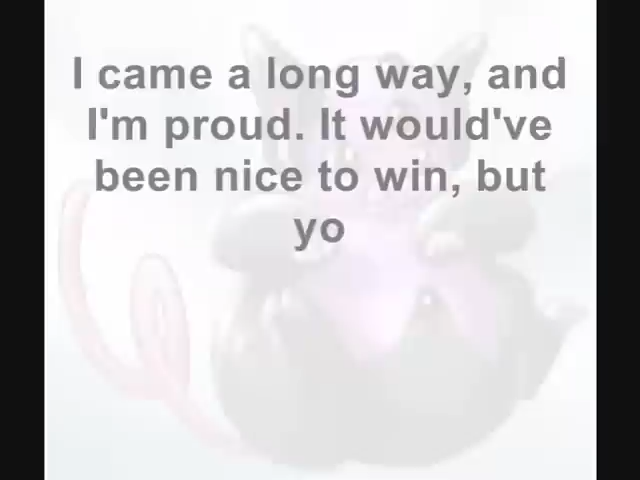 I came a long way, and
I'm proud. It would've
been nice to win, but
yo